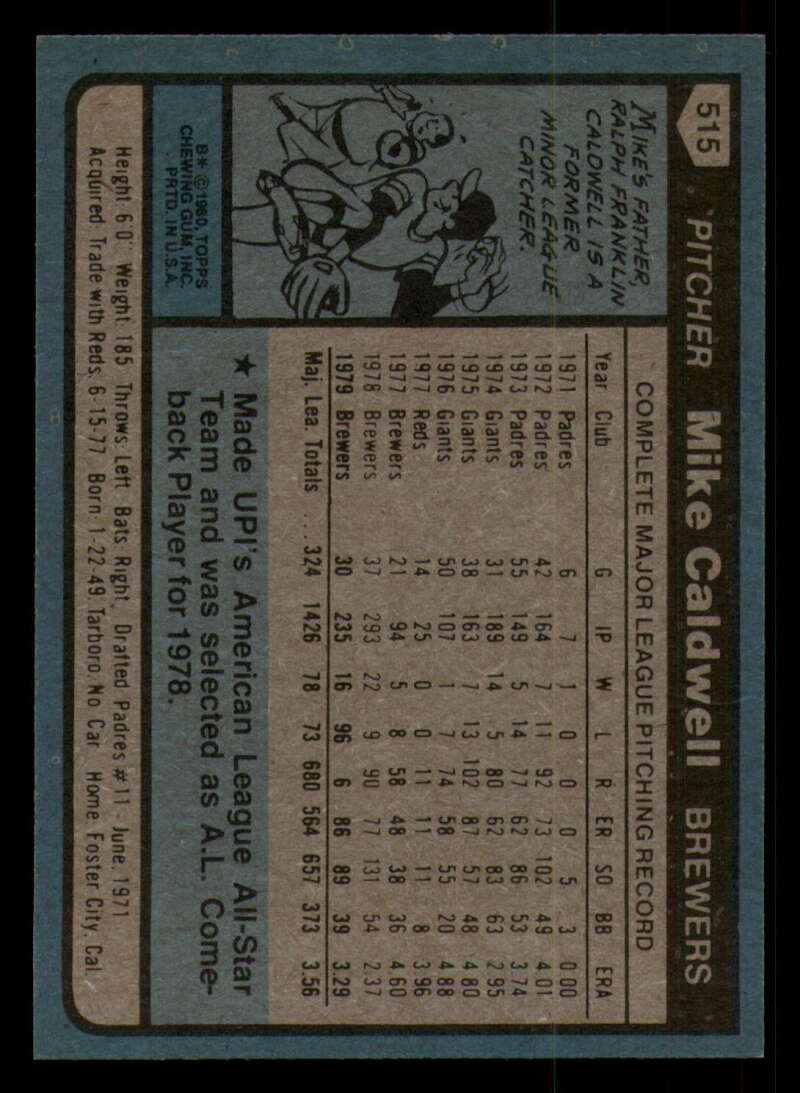 515 PITCHER Mike Caldwell BREWERS
MIKE'S FATHER,
RALPH FRANKLIN
CALDWELL IS A
FORMER
MINOR LEAGUE
CATCHER.
B* © 1980, TOPPS
CHEWING GUM, INC.
PRTD. IN U.S.A.
COMPLETE MAJOR LEAGUE PITCHING RECORD
Year Club G IP W L R ER SO BB ERA
1971 Padres 6 7 1 0 0 0 5 3 0.00
1972 Padres 42 164 7 11 92 73 102 49 4.01
1973 Padres 55 149 5 14 77 62 86 53 3.74
1974 Giants 31 189 14 5 80 62 83 63 2.95
1975 Giants 38 163 7 13 102 87 57 48 4.80
1976 Giants 50 107 1 7 74 58 55 20 4.88
1977 Reds 14 25 0 0 11 11 11 8 3.96
1977 Brewers 21 94 5 8 58 48 38 36 4.60
1978 Brewers 37 293 22 9 90 77 131 54 2.37
1979 Brewers 30 235 16 96 6 86 89 39 3.29
Maj. Lea. Totals ... 324 1426 78 73 680 564 657 373 3.56
★ Made UPI's American League All-Star
Team and was selected as A.L. Come-
back Player for 1978.
Height: 6'0" Weight: 185 Throws: Left Bats: Right Drafted Padres #11 - June, 1971
Acquired: Trade with Reds, 6-15-77 Born: 1-22-49, Tarboro, No Car Home: Foster City, Cal.